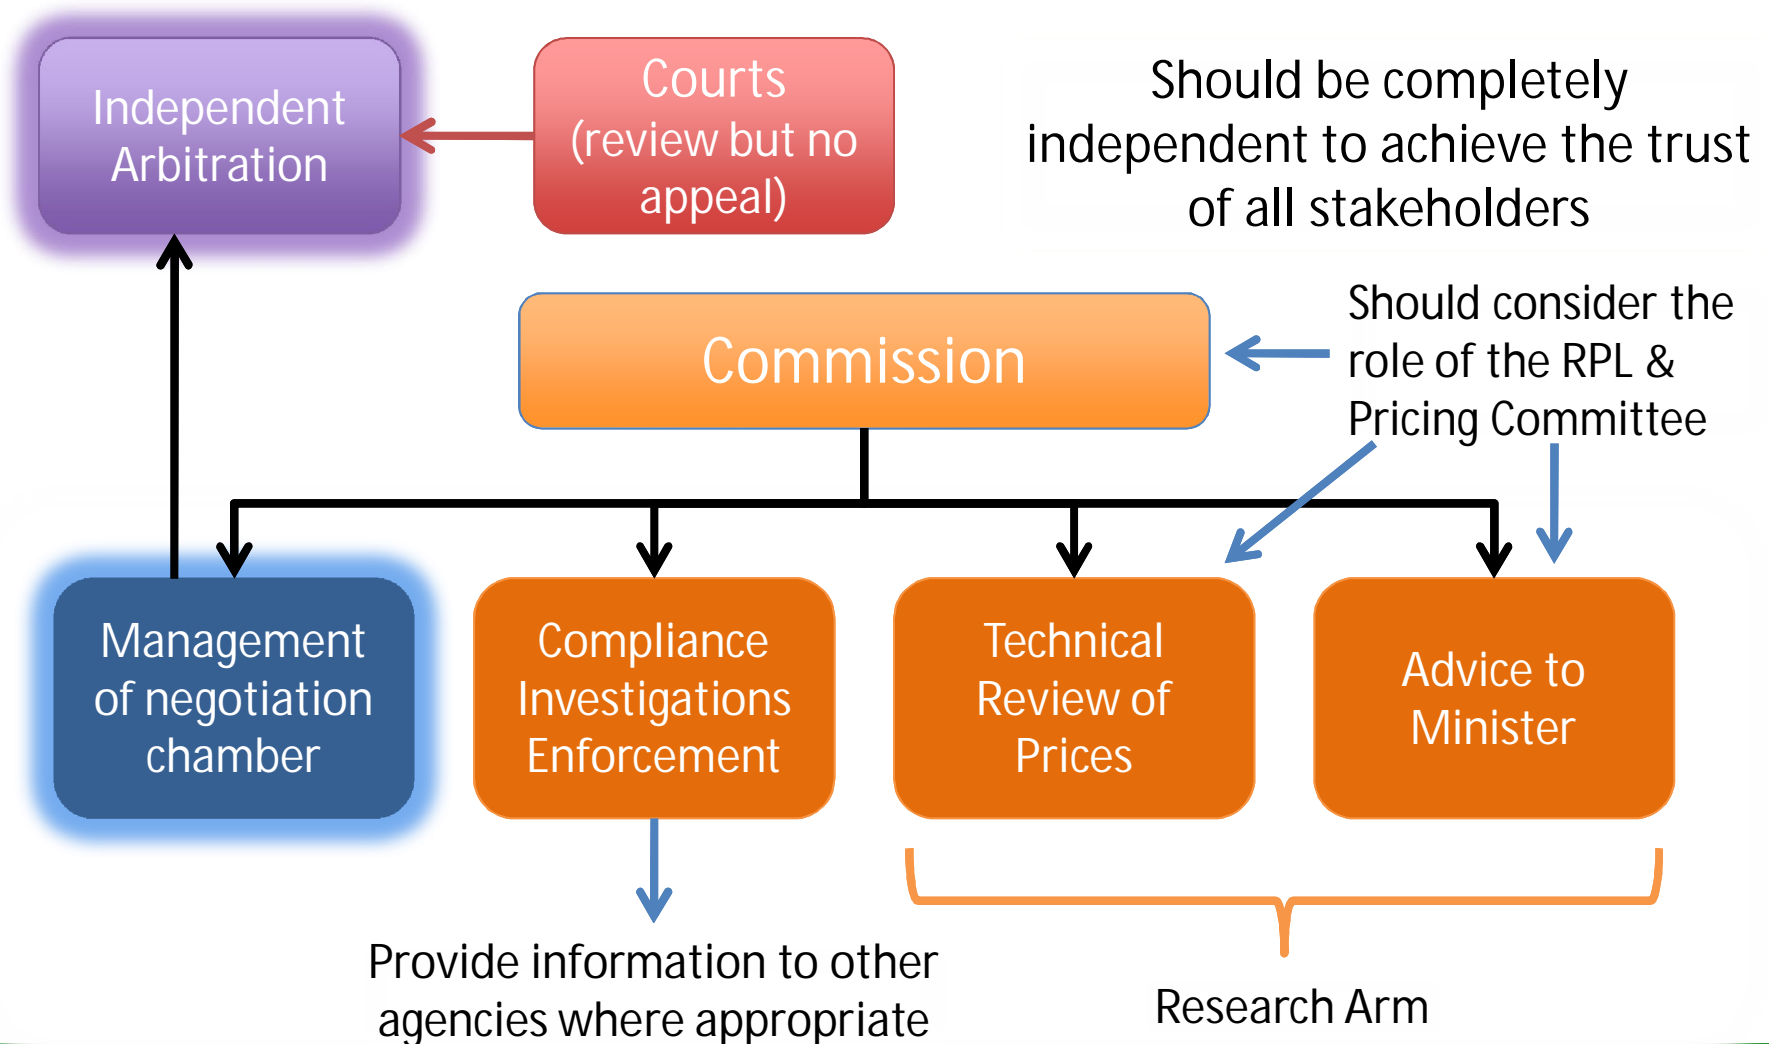 Independent
Arbitration
Courts
(review but no
appeal)
Should be completely
independent to achieve the trust
of all stakeholders
Commission
Should consider the
role of the RPL &
Pricing Committee
Management
of negotiation
chamber
Compliance
Investigations
Enforcement
Technical
Review of
Prices
Advice to
Minister
Provide information to other
agencies where appropriate
Research Arm